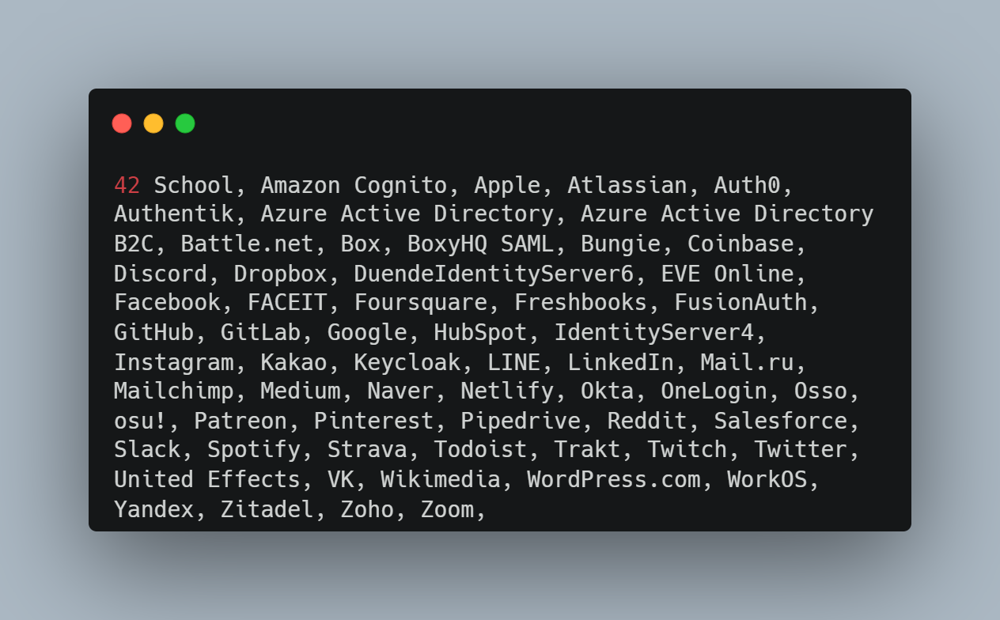 42 School, Amazon Cognito, Apple, Atlassian, Auth0,
Authentik, Azure Active Directory, Azure Active Directory
B2C, Battle.net, Box, BoxyHQ SAML, Bungie, Coinbase,
Discord, Dropbox, DuendeIdentityServer6, EVE Online,
Facebook, FACEIT, Foursquare, Freshbooks, FusionAuth,
GitHub, GitLab, Google, HubSpot, IdentityServer4,
Instagram, Kakao, Keycloak, LINE, LinkedIn, Mail.ru,
Mailchimp, Medium, Naver, Netlify, Okta, OneLogin, Osso,
osu!, Patreon, Pinterest, Pipedrive, Reddit, Salesforce,
Slack, Spotify, Strava, Todoist, Trakt, Twitch, Twitter,
United Effects, VK, Wikimedia, WordPress.com, WorkOS,
Yandex, Zitadel, Zoho, Zoom,